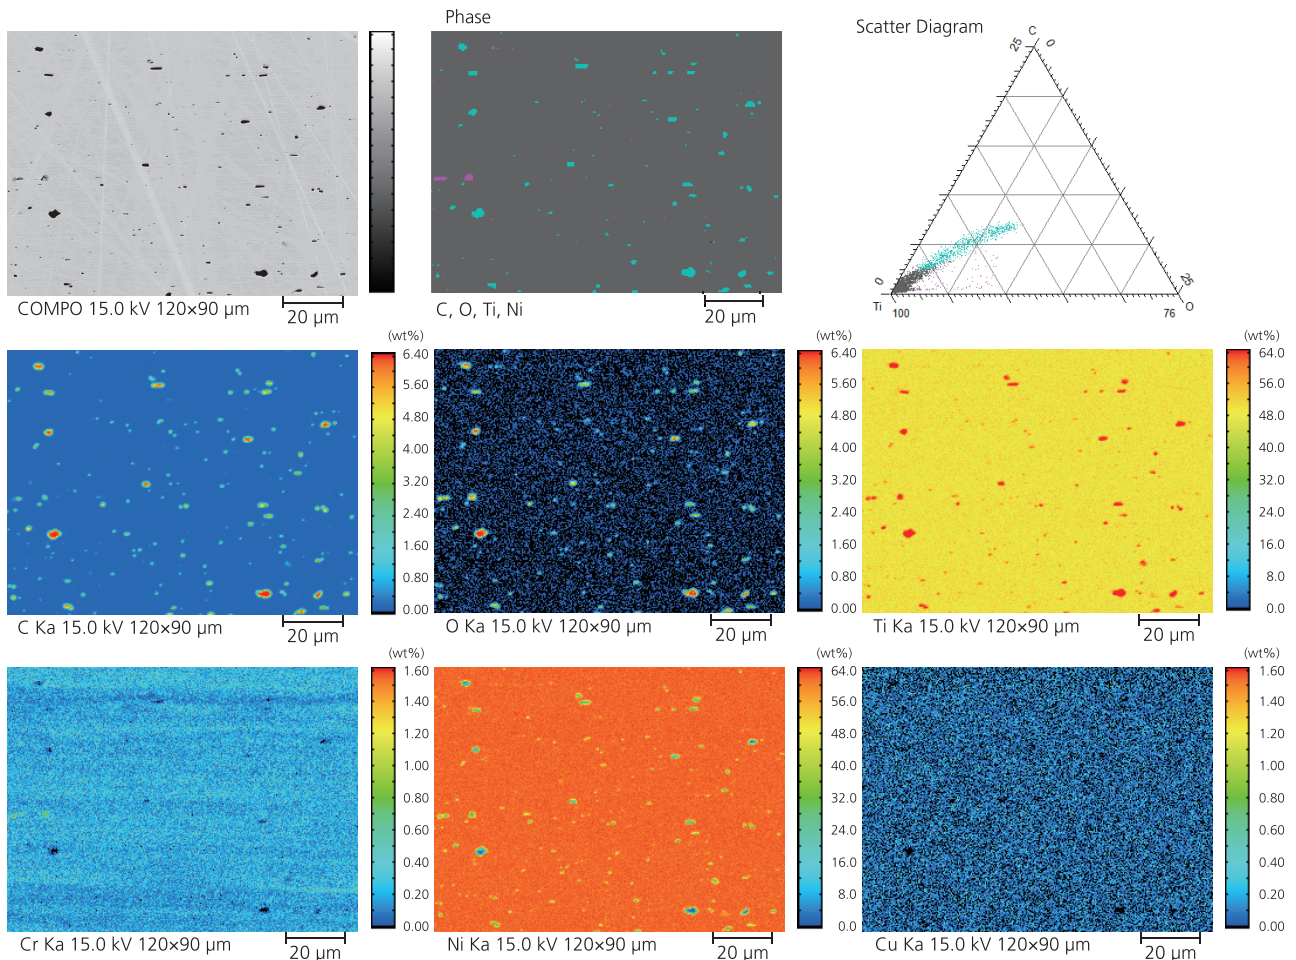 Phase
Scatter Diagram
C
25
0
0
25
Ti
100
76
O
COMPO 15.0 kV 120×90 µm
20 µm
C, O, Ti, Ni
20 µm
(wt%)
6.40
5.60
4.80
4.00
3.20
2.40
1.60
0.80
0.00
C Ka 15.0 kV 120×90 µm
20 µm
(wt%)
6.40
5.60
4.80
4.00
3.20
2.40
1.60
0.80
0.00
O Ka 15.0 kV 120×90 µm
20 µm
(wt%)
64.0
56.0
48.0
40.0
32.0
24.0
16.0
8.0
0.0
Ti Ka 15.0 kV 120×90 µm
20 µm
1.60
1.40
1.20
1.00
0.80
0.60
0.40
0.20
0.00
Cr Ka 15.0 kV 120×90 µm
20 µm
(wt%)
64.0
56.0
48.0
40.0
32.0
24.0
16.0
8.0
0.0
Ni Ka 15.0 kV 120×90 µm
20 µm
(wt%)
1.60
1.40
1.20
1.00
0.80
0.60
0.40
0.20
0.00
Cu Ka 15.0 kV 120×90 µm
20 µm
(wt%)